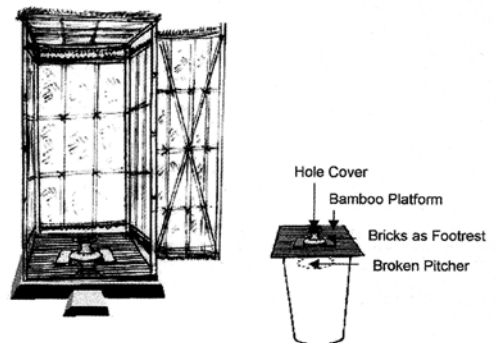 Hole Cover
Bamboo Platform
Bricks as Footrest
Broken Pitcher